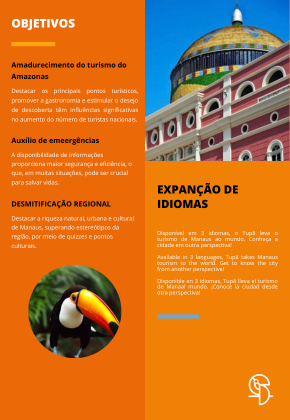 OBJETIVOS
Amadurecimento do turismo do
Amazonas
Destacar os principais pontos turísticos,
promover a gastronomia e estimular o desejo
de descoberta têm influências significativas
no aumento do número de turistas nacionais.
Auxílio de emeergências
A disponibilidade de informações
proporciona maior segurança e eficiência, o
que, em muitas situações, pode ser crucial
para salvar vidas.
DESMITIFICAÇÃO REGIONAL
Destacar a riqueza natural, urbana e cultural
de Manaus, superando estereótipos da
região, por meio de quizzes e pontos
culturais.
EXPANÇÃO DE
IDIOMAS
Disponível em 3 idiomas, o Tupã leva o
turismo de Manaus ao mundo. Conheça a
cidade em outra perspectiva!
Available in 3 languages, Tupã takes Manaus
tourism to the world. Get to know the city
from another perspective!
Disponible en 3 idiomas, Tupã lleva el turismo
de Manaal mundo. ¡Conoce la ciudad desde
otra perspectiva!